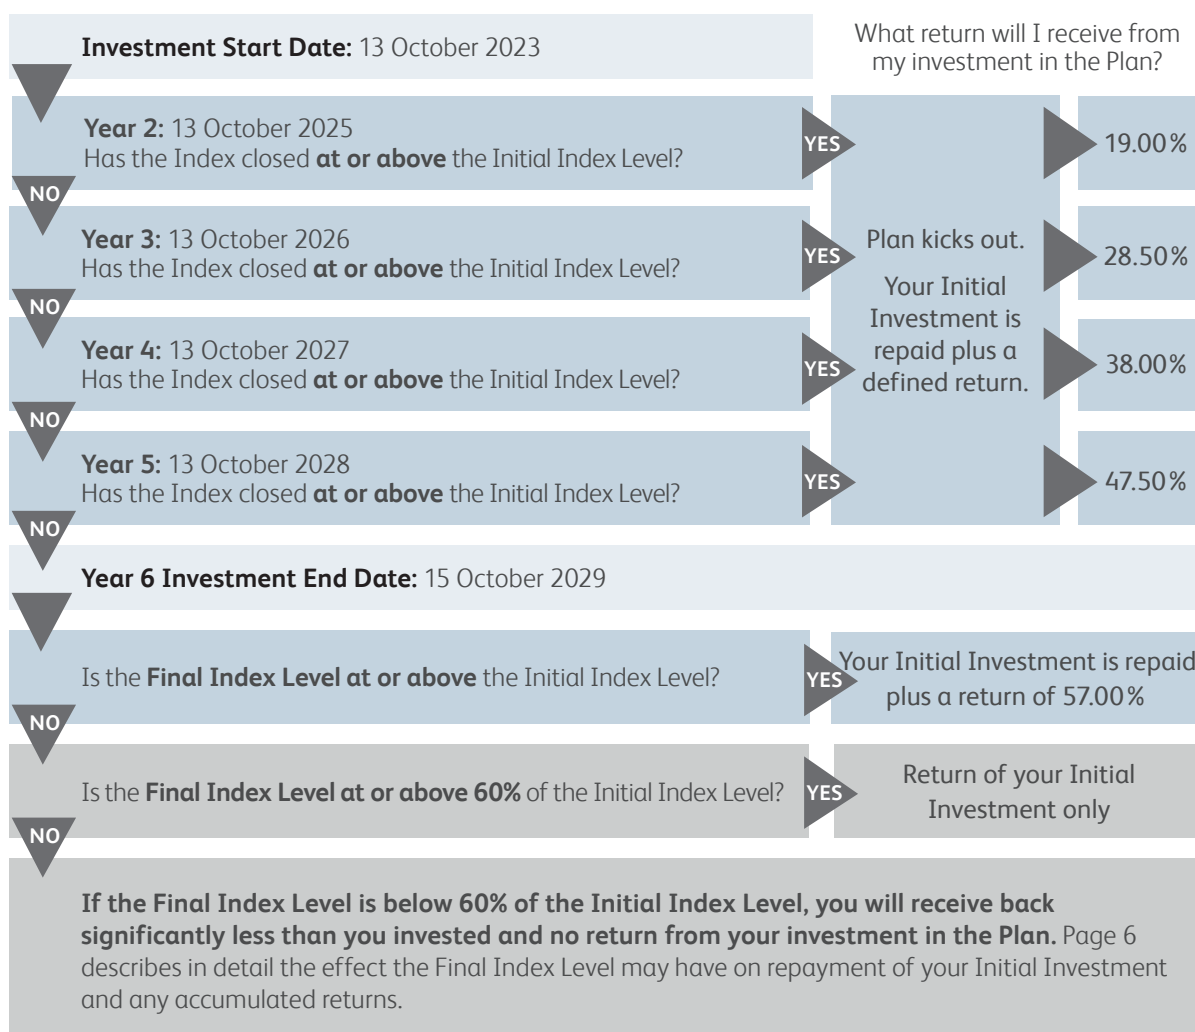 Investment Start Date: 13 October 2023
What return will I receive from
my investment in the Plan?
Year 2: 13 October 2025
Has the Index closed at or above the Initial Index Level?
YES
19.00%
NO
Year 3: 13 October 2026
Has the Index closed at or above the Initial Index Level?
YES
28.50%
NO
Year 4: 13 October 2027
Has the Index closed at or above the Initial Index Level?
YES
38.00%
NO
Year 5: 13 October 2028
Has the Index closed at or above the Initial Index Level?
YES
47.50%
NO
Plan kicks out.
Your Initial
Investment is
repaid plus a
defined return.
Year 6 Investment End Date: 15 October 2029
Is the Final Index Level at or above the Initial Index Level?
YES
Your Initial Investment is repaid
plus a return of 57.00%
NO
Is the Final Index Level at or above 60% of the Initial Index Level?
YES
Return of your Initial
Investment only
NO
If the Final Index Level is below 60% of the Initial Index Level, you will receive back
significantly less than you invested and no return from your investment in the Plan. Page 6
describes in detail the effect the Final Index Level may have on repayment of your Initial Investment
and any accumulated returns.